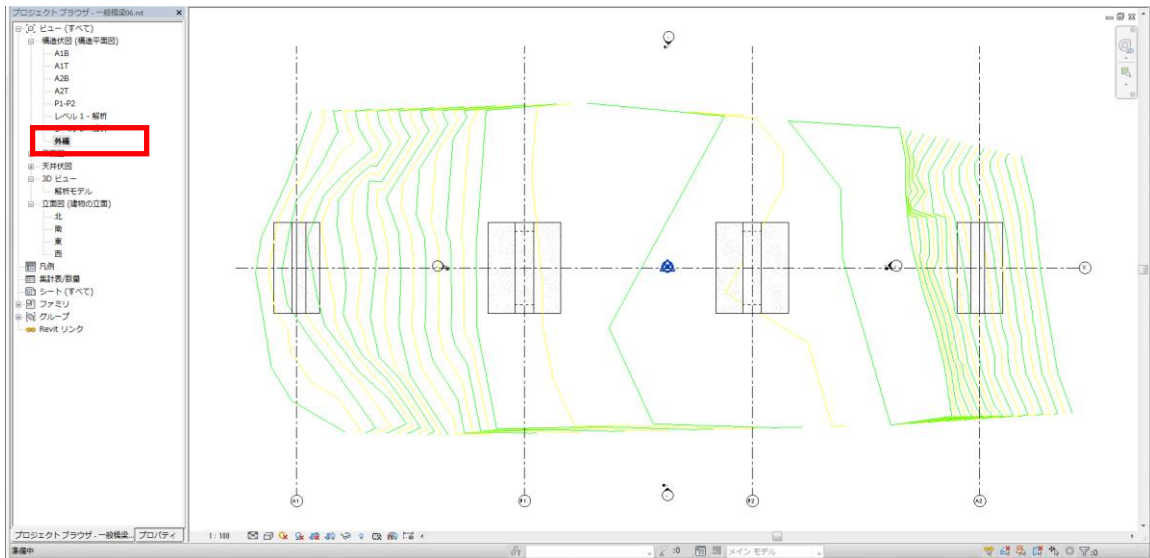 プロジェクト ブラウザ - 一般橋梁06.rvt
ビュー (すべて)
構造伏図 (構造平面図)
A1B
A1T
A2B
A2T
P1-P2
レベル 1 - 解析
外構
天井伏図
3D ビュー
解析モデル
立面図 (建物の立面)
北
南
東
西
凡例
集計表/数量
シート (すべて)
ファミリ
グループ
Revit リンク
X
A1
P1
P2
A2
プロジェクト ブラウザ - 一般橋梁...
プロパティ
1 : 100
準備中
:0
メイン モデル